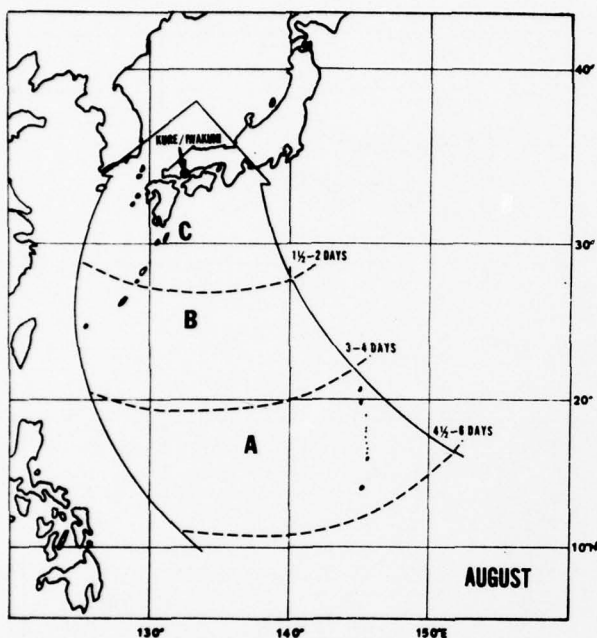 40°
KURE/IWAKUNI
C
30°
1½–2 DAYS
B
3–4 DAYS
20°
A
4½–6 DAYS
10°N
AUGUST
130°
140°
150°E